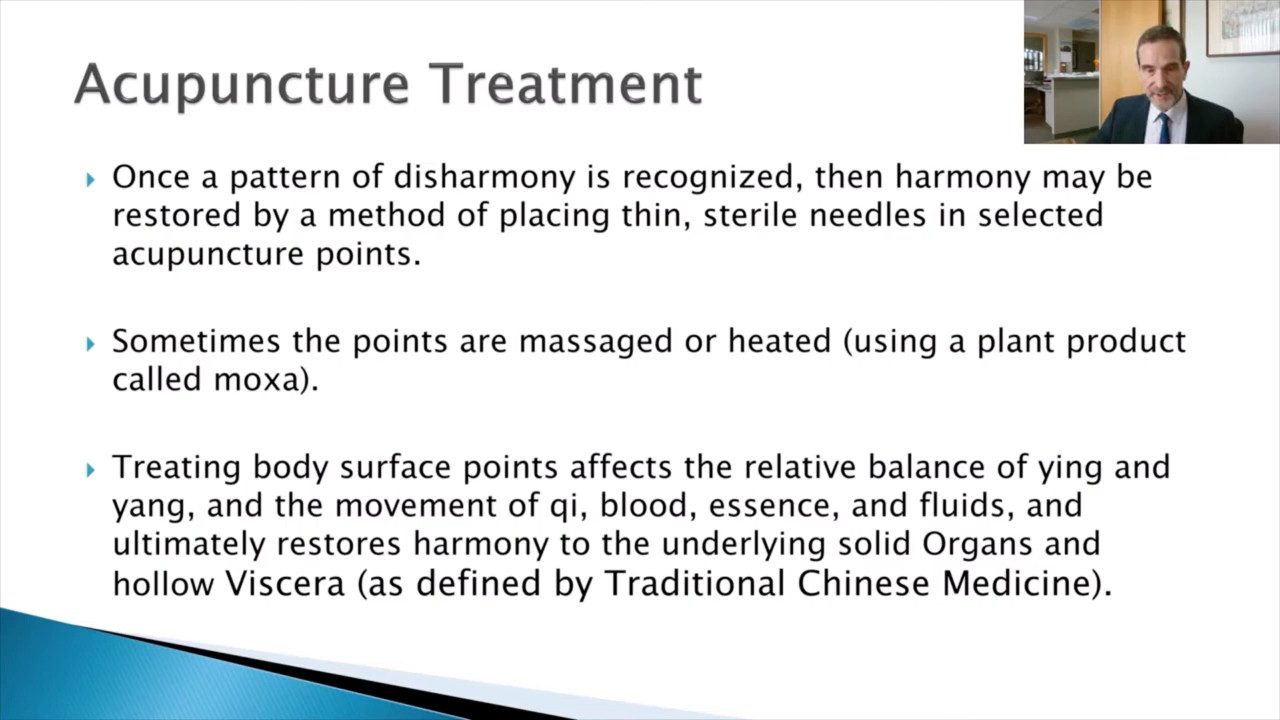 Acupuncture Treatment
Once a pattern of disharmony is recognized, then harmony may be
restored by a method of placing thin, sterile needles in selected
acupuncture points.
Sometimes the points are massaged or heated (using a plant product
called moxa).
Treating body surface points affects the relative balance of ying and
yang, and the movement of qi, blood, essence, and fluids, and
ultimately restores harmony to the underlying solid Organs and
hollow Viscera (as defined by Traditional Chinese Medicine).